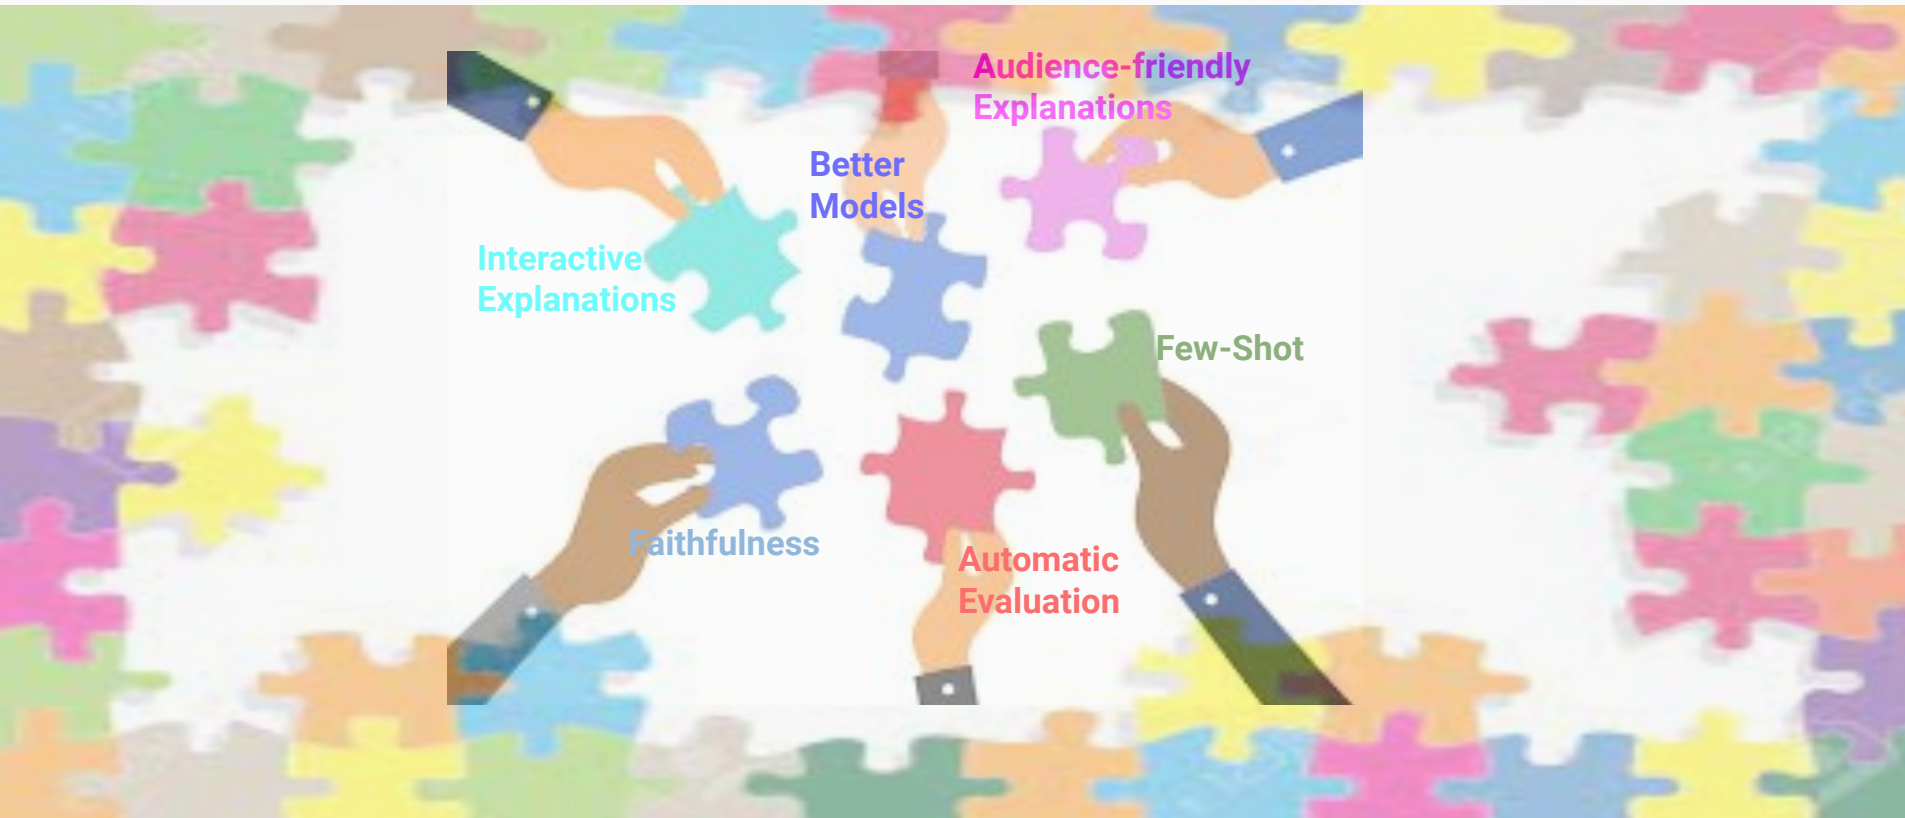 Audience-friendly
Explanations
Better
Models
Interactive
Explanations
Few-Shot
Faithfulness
Automatic
Evaluation